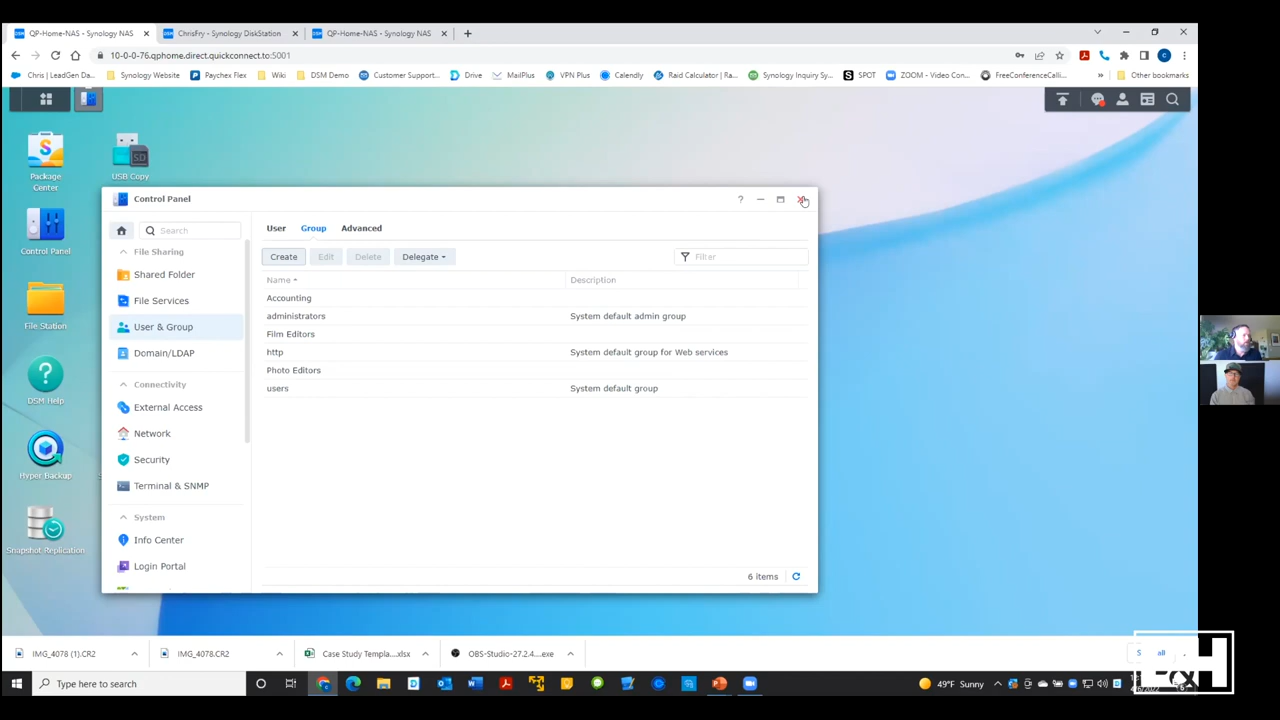 QP-Home-NAS - Synology NAS
ChrisFry - Synology DiskStation
QP-Home-NAS - Synology NAS
10-0-0-76.qphome.direct.quickconnect.to:5001
Chris | LeadGen Da...
Synology Website
Paychex Flex
Wiki
DSM Demo
Customer Support...
Drive
MailPlus
VPN Plus
Calendly
Raid Calculator | Ra...
Synology Inquiry Sy...
SPOT
ZOOM - Video Con...
FreeConferenceCalli...
»
Other bookmarks
Package
Center
USB Copy
Control Panel
File Station
DSM Help
Hyper Backup
Snapshot Replication
Control Panel
Search
File Sharing
Shared Folder
File Services
User & Group
Domain/LDAP
Connectivity
External Access
Network
Security
Terminal & SNMP
System
Info Center
Login Portal
User Group Advanced
Create Edit Delete Delegate
Filter
Name Description
Accounting
administrators System default admin group
Film Editors
http System default group for Web services
Photo Editors
users System default group
6 items
IMG_4078 (1).CR2
IMG_4078.CR2
Case Study Templa....xlsx
OBS-Studio-27.2.4....exe
Type here to search
49°F Sunny
B&H